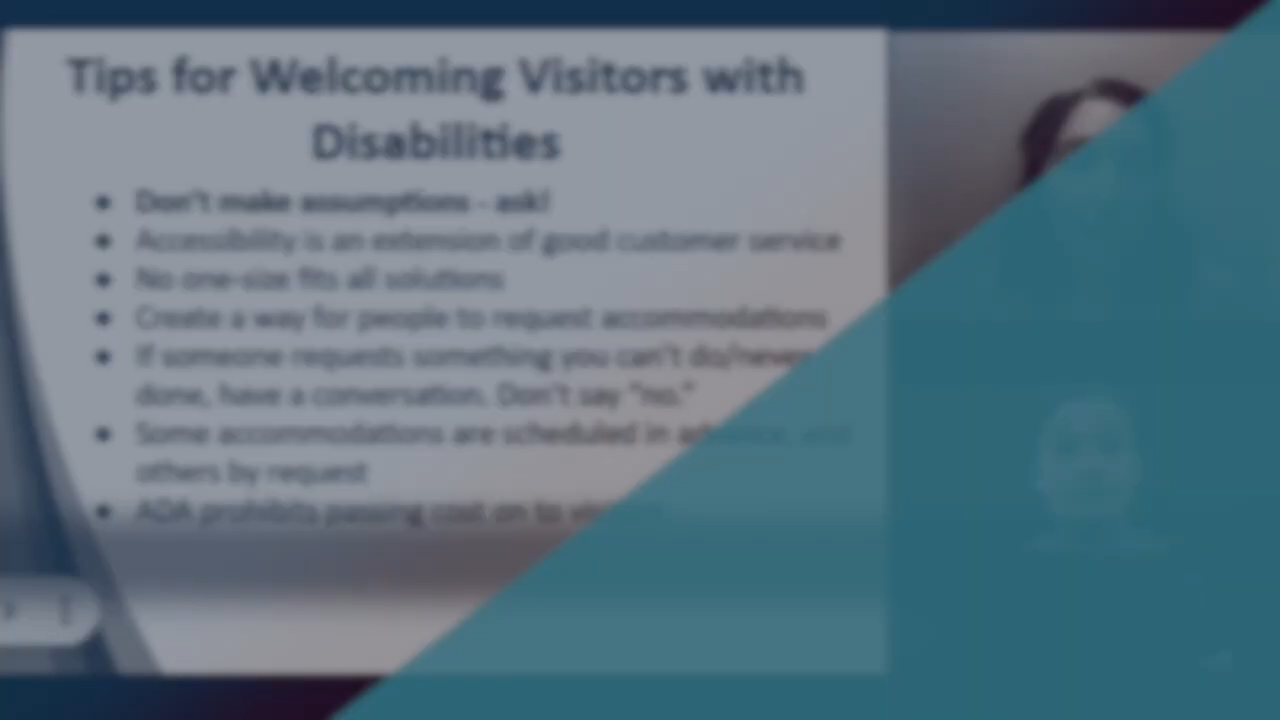 Tips for Welcoming Visitors with
Disabilities
● Don't make assumptions - ask!
● Accessibility is an extension of good customer service
● No one-size fits all solutions
● Create a way for people to request accommodations
● If someone requests something you can't do/never
done, have a conversation. Don't say "no."
● Some accommodations are scheduled in advance, and
others by request
● ADA prohibits passing cost on to